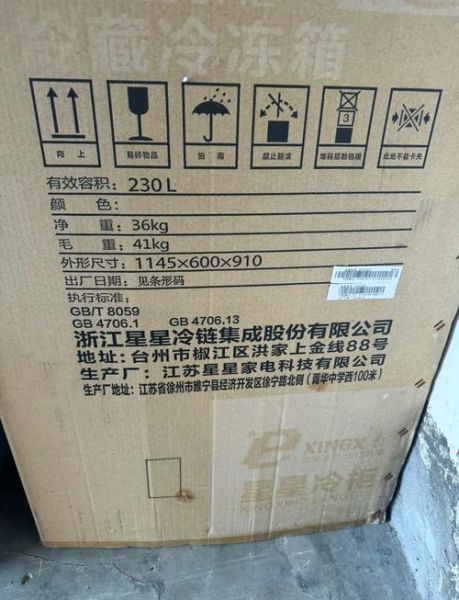 冷藏冷冻箱
3
向上 易碎物品 怕雨 禁止翻滚 堆码层数极限 此处不能卡夹
有效容积：230L
颜 色：
净 重：36kg
毛 重：41kg
外形尺寸：1145×600×910
出厂日期：见条形码
执行标准：
GB/T 8059
GB 4706.1 GB 4706.13
浙江星星冷链集成股份有限公司
地址：台州市椒江区洪家上金线88号
生产厂：江苏星星家电科技有限公司
生产厂地址：江苏省徐州市睢宁县经济开发区徐宁路北侧（菁华中学西100米）
XINGX
星星冷柜